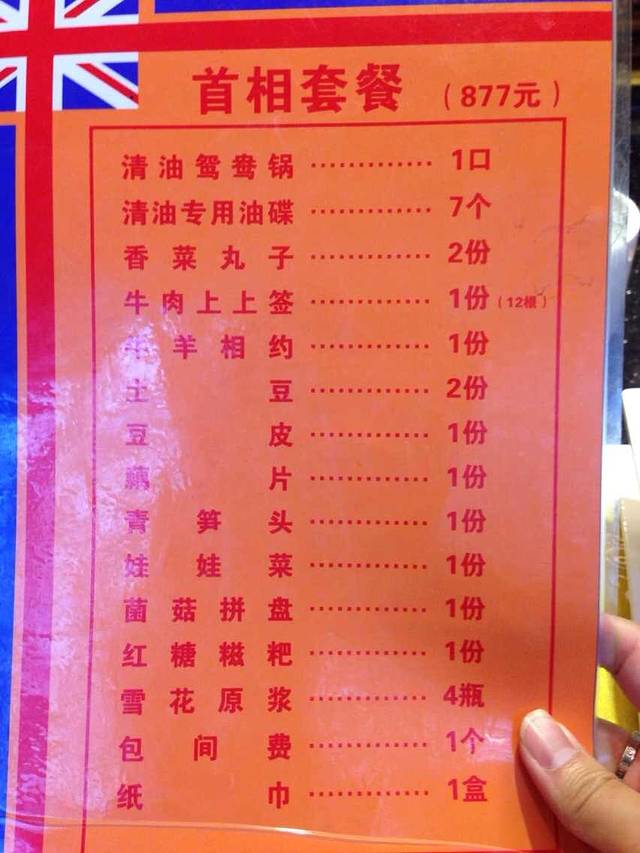 首相套餐 (877元)
清油鸳鸯锅 1口
清油专用油碟 7个
香菜丸子 2份
牛肉上上签 1份 (12根)
牛羊相约 1份
土豆 2份
豆皮 1份
藕片 1份
青笋头 1份
娃娃菜 1份
菌菇拼盘 1份
红糖糍粑 1份
雪花原浆 4瓶
包间费 1个
纸巾 1盒